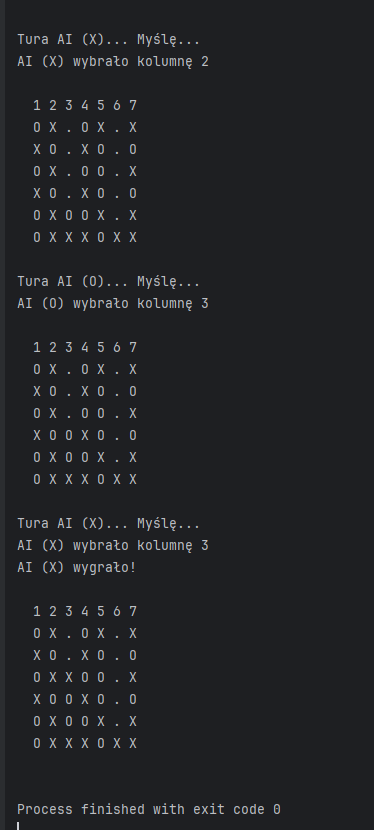 Tura AI (X)... Myślę...
AI (X) wybrało kolumnę 2
1 2 3 4 5 6 7
O X . O X . X
X O . X O . O
O X . O O . X
X O . X O . O
O X O O X . X
O X X X O X X
Tura AI (O)... Myślę...
AI (O) wybrało kolumnę 3
1 2 3 4 5 6 7
O X . O X . X
X O . X O . O
O X . O O . X
X O O X O . O
O X O O X . X
O X X X O X X
Tura AI (X)... Myślę...
AI (X) wybrało kolumnę 3
AI (X) wygrało!
1 2 3 4 5 6 7
O X . O X . X
X O . X O . O
O X X O O . X
X O O X O . O
O X O O X . X
O X X X O X X
Process finished with exit code 0